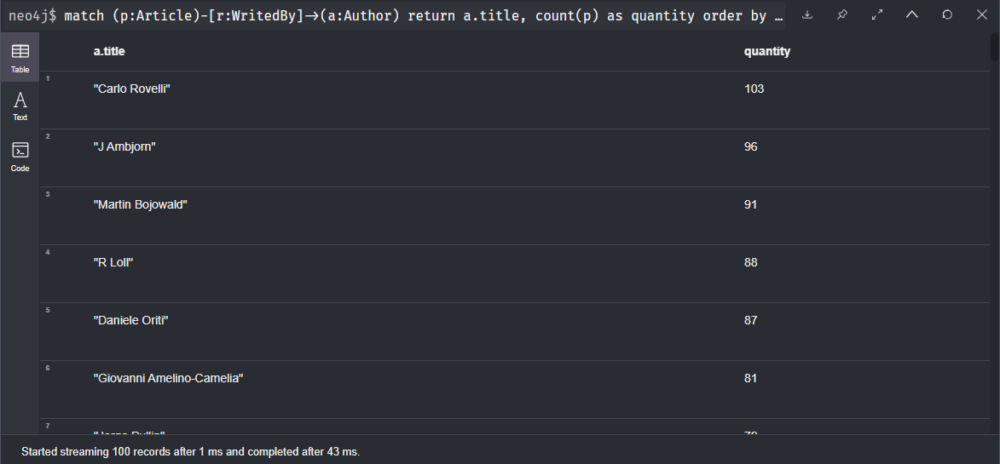 neo4j$ match (p:Article)-[r:WritedBy]→(a:Author) return a.title, count(p) as quantity order by …
Table
Text
Code
a.title quantity
1 "Carlo Rovelli" 103
2 "J Ambjorn" 96
3 "Martin Bojowald" 91
4 "R Loll" 88
5 "Daniele Oriti" 87
6 "Giovanni Amelino-Camelia" 81
7
Started streaming 100 records after 1 ms and completed after 43 ms.